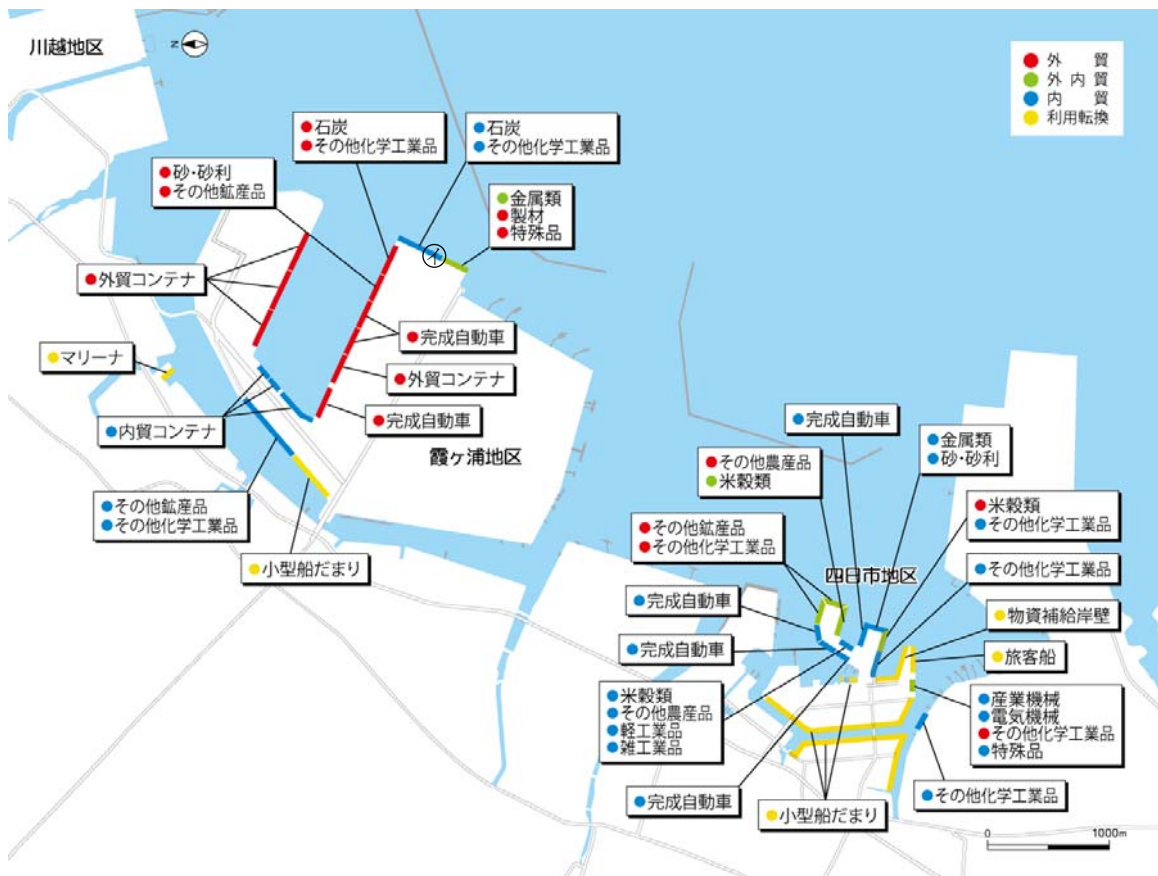 川越地区
N
●外 貿
●外 内 貿
●内 貿
●利用転換
●石炭
●その他化学工業品
●石炭
●その他化学工業品
●砂・砂利
●その他鉱産品
●金属類
●製材
●特殊品
イ
●外貿コンテナ
●完成自動車
●マリーナ
●外貿コンテナ
●完成自動車
●内貿コンテナ
霞ヶ浦地区
●その他鉱産品
●その他化学工業品
●小型船だまり
●完成自動車
●金属類
●砂・砂利
●その他農産品
●米穀類
●米穀類
●その他化学工業品
●その他鉱産品
●その他化学工業品
●その他化学工業品
四日市地区
●完成自動車
●物資補給岸壁
●完成自動車
●旅客船
●米穀類
●その他農産品
●軽工業品
●雑工業品
●産業機械
●電気機械
●その他化学工業品
●特殊品
●完成自動車
●小型船だまり
●その他化学工業品
0 1000m